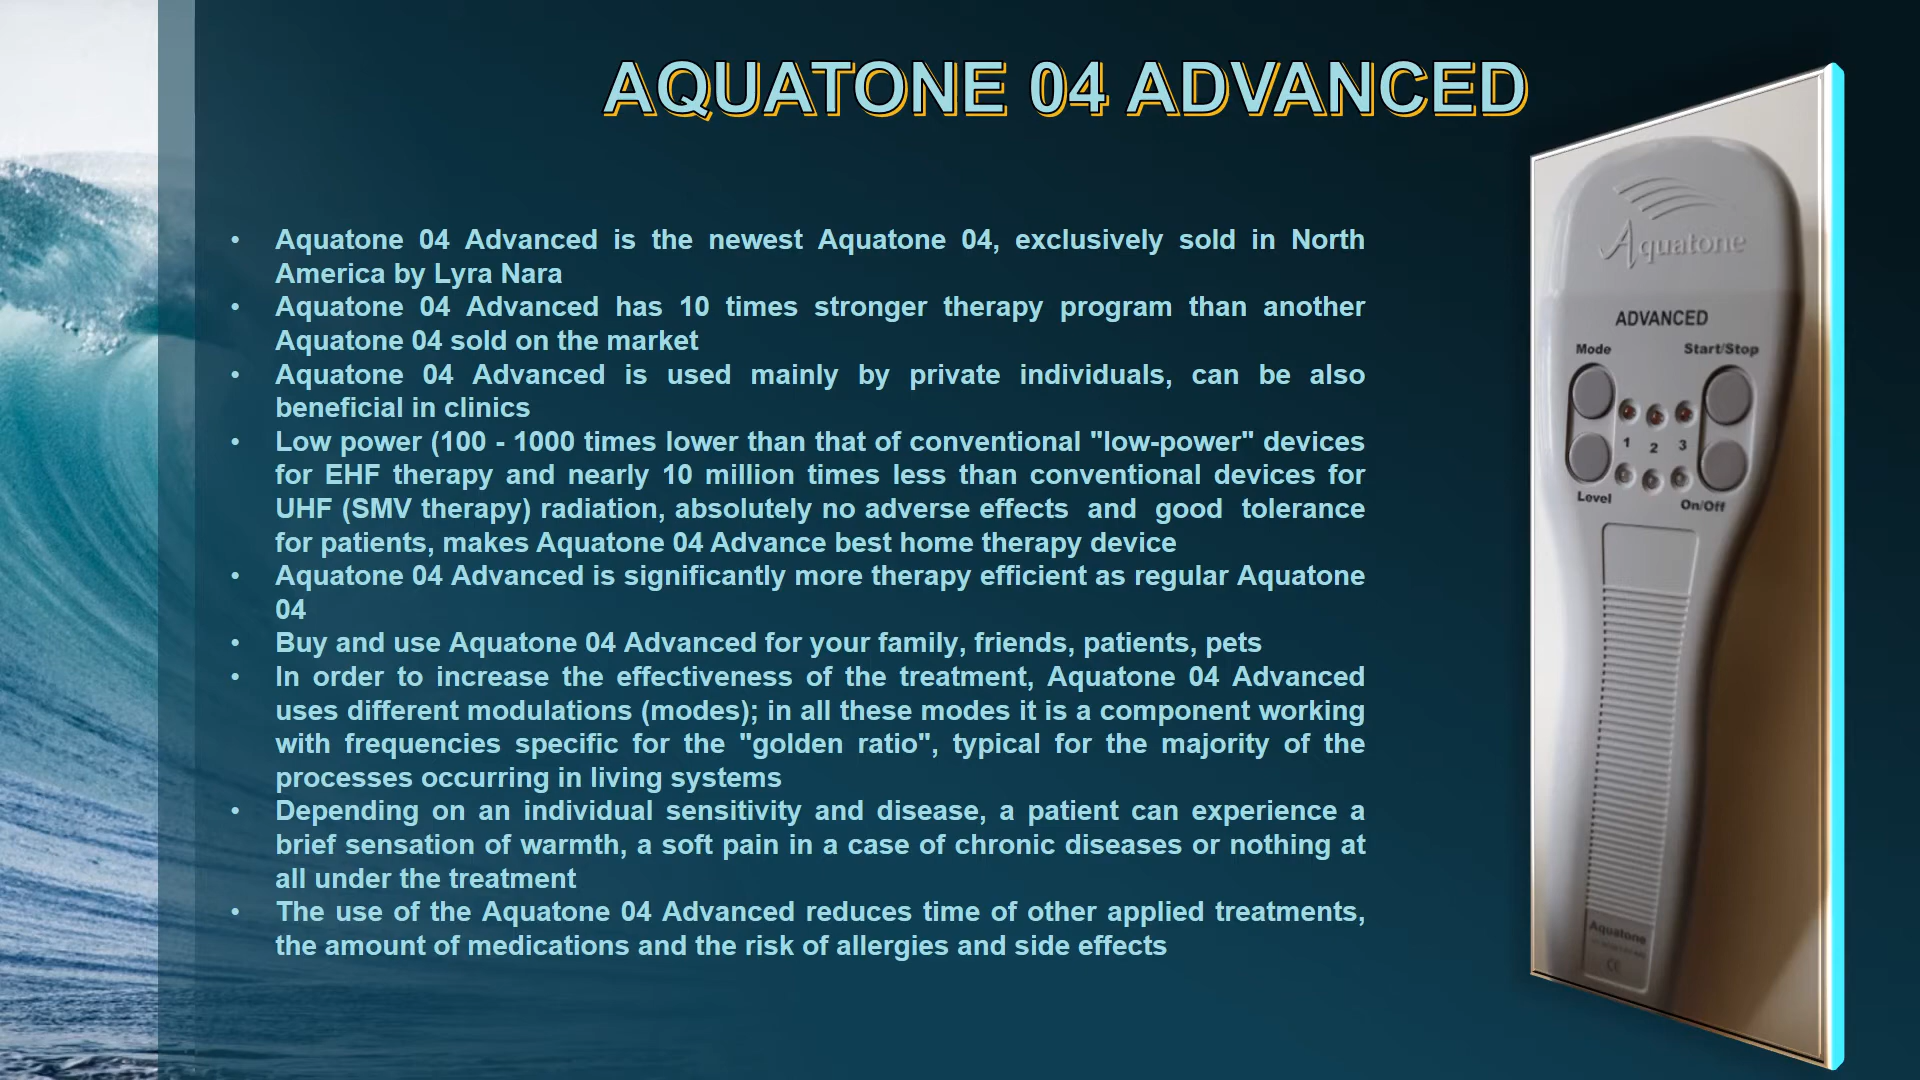 AQUATONE 04 ADVANCED
• Aquatone 04 Advanced is the newest Aquatone 04, exclusively sold in North
America by Lyra Nara
• Aquatone 04 Advanced has 10 times stronger therapy program than another
Aquatone 04 sold on the market
• Aquatone 04 Advanced is used mainly by private individuals, can be also
beneficial in clinics
• Low power (100 - 1000 times lower than that of conventional "low-power" devices
for EHF therapy and nearly 10 million times less than conventional devices for
UHF (SMV therapy) radiation, absolutely no adverse effects and good tolerance
for patients, makes Aquatone 04 Advance best home therapy device
• Aquatone 04 Advanced is significantly more therapy efficient as regular Aquatone
04
• Buy and use Aquatone 04 Advanced for your family, friends, patients, pets
• In order to increase the effectiveness of the treatment, Aquatone 04 Advanced
uses different modulations (modes); in all these modes it is a component working
with frequencies specific for the "golden ratio", typical for the majority of the
processes occurring in living systems
• Depending on an individual sensitivity and disease, a patient can experience a
brief sensation of warmth, a soft pain in a case of chronic diseases or nothing at
all under the treatment
• The use of the Aquatone 04 Advanced reduces time of other applied treatments,
the amount of medications and the risk of allergies and side effects
Aquatone
ADVANCED
Mode Start/Stop
1 2 3
Level On/Off
Aquatone
CE